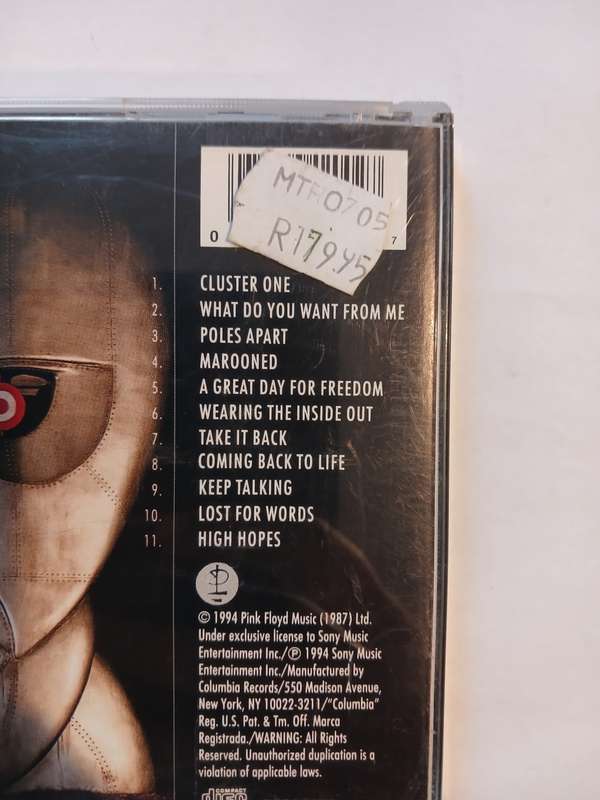 MTR 07 05
R179.95
0 7
1. CLUSTER ONE
2. WHAT DO YOU WANT FROM ME
3. POLES APART
4. MAROONED
5. A GREAT DAY FOR FREEDOM
6. WEARING THE INSIDE OUT
7. TAKE IT BACK
8. COMING BACK TO LIFE
9. KEEP TALKING
10. LOST FOR WORDS
11. HIGH HOPES
© 1994 Pink Floyd Music (1987) Ltd.
Under exclusive license to Sony Music
Entertainment Inc./℗ 1994 Sony Music
Entertainment Inc./Manufactured by
Columbia Records/550 Madison Avenue,
New York, NY 10022-3211/"Columbia"
Reg. U.S. Pat. & Tm. Off. Marca
Registrada./WARNING: All Rights
Reserved. Unauthorized duplication is a
violation of applicable laws.
COMPACT
disc